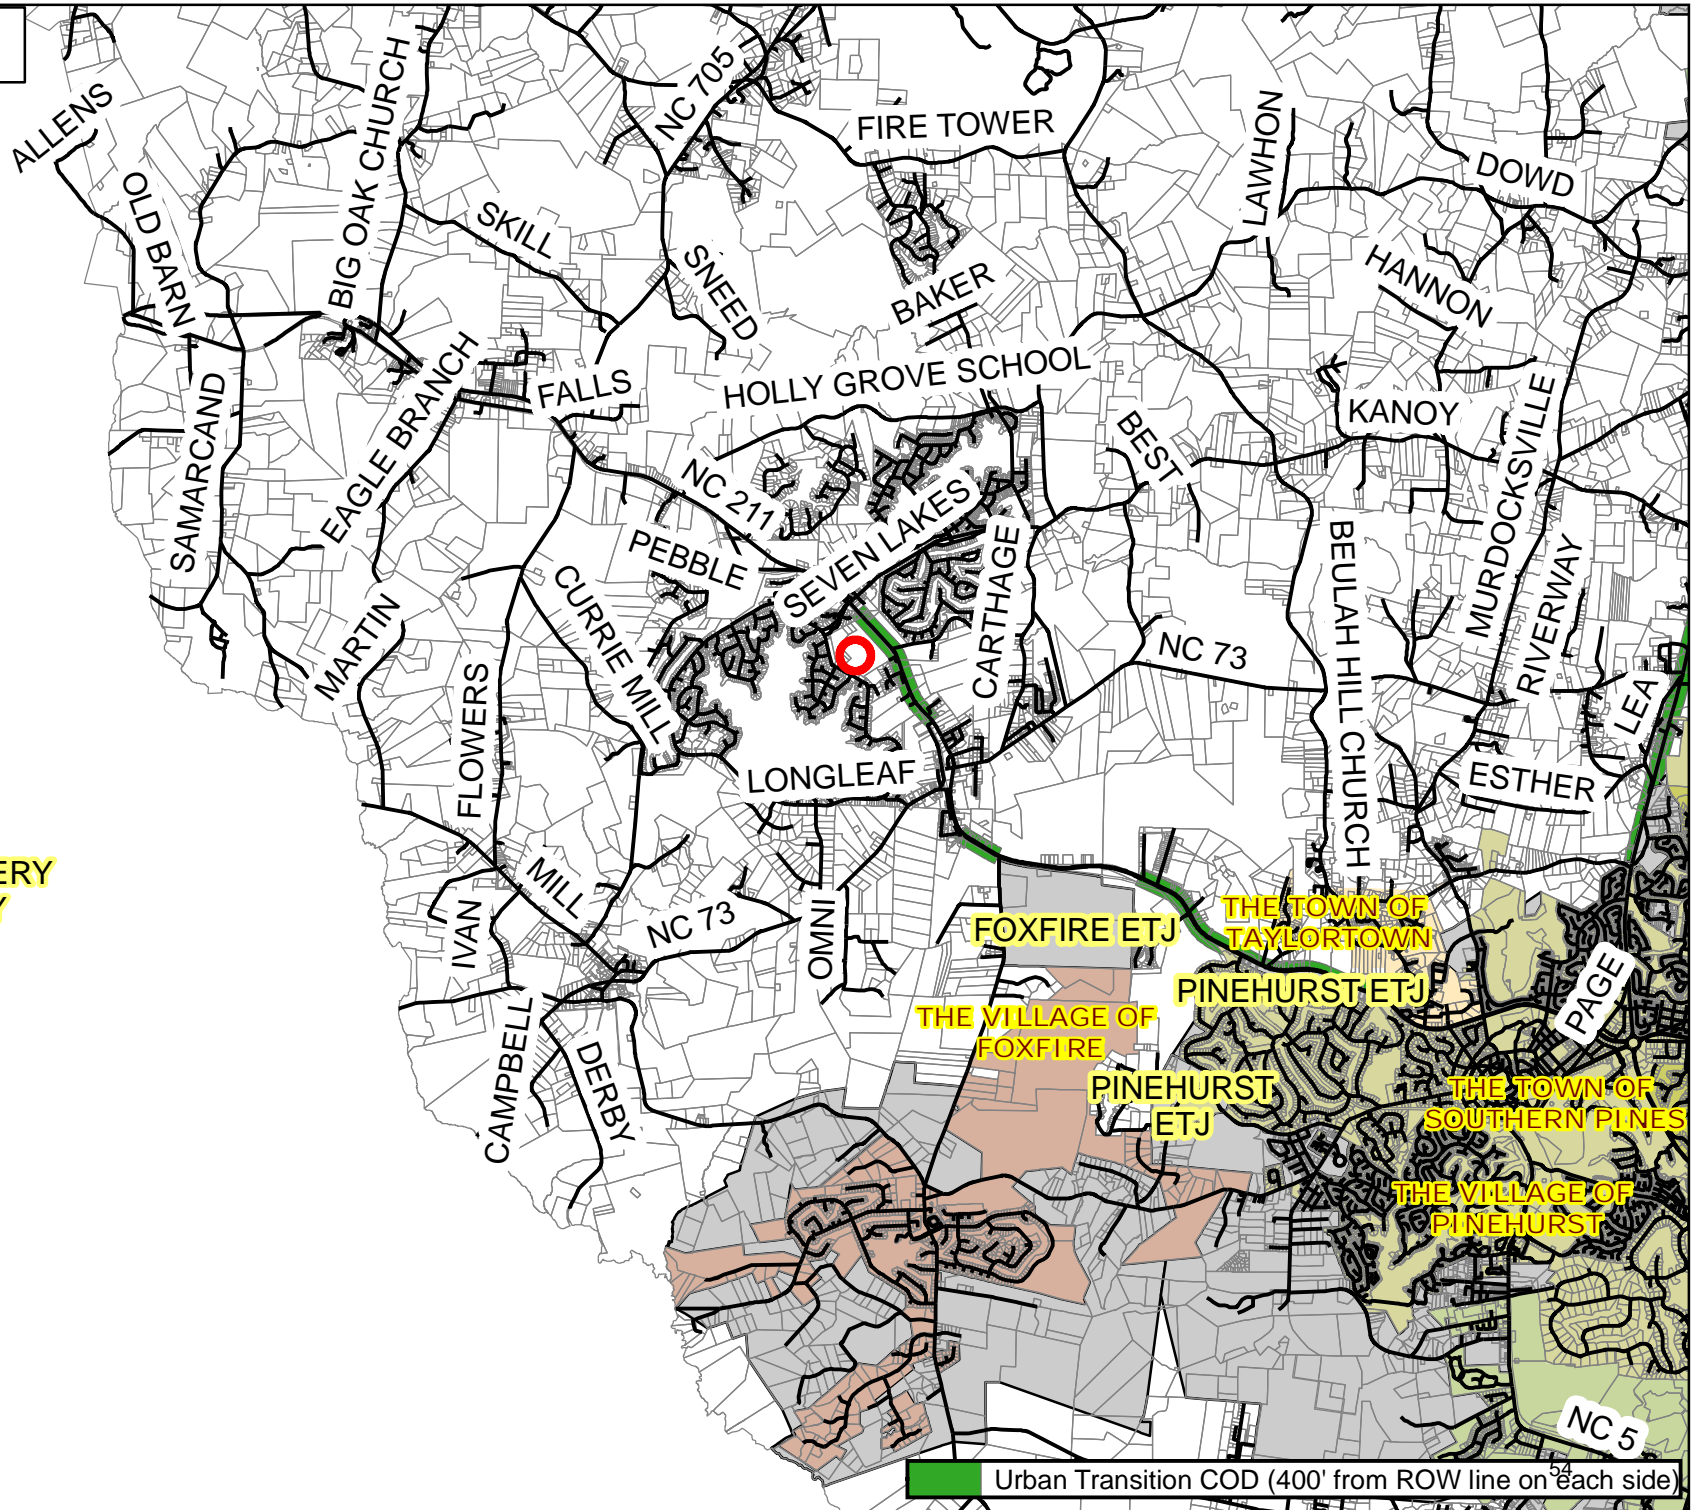 ALLENS
OLD BARN
BIG OAK CHURCH
NC 705
FIRE TOWER
LAWHON
DOWD
SKILL
SNEED
BAKER
HANNON
SAMARCAND
EAGLE BRANCH
FALLS
HOLLY GROVE SCHOOL
BEST
KANOY
MURDOCKSVILLE
NC 211
SEVEN LAKES
PEBBLE
CARTHAGE
CURRIE MILL
BEULAH HILL CHURCH
RIVERWAY
MARTIN
FLOWERS
NC 73
LEA
LONGLEAF
ESTHER
ERY
Y
MILL
IVAN
NC 73
OMNI
FOXFIRE ETJ
THE TOWN OF
TAYLORTOWN
PINEHURST ETJ
PAGE
THE VILLAGE OF
FOXFIRE
CAMPBELL
DERBY
PINEHURST
ETJ
THE TOWN OF
SOUTHERN PINES
THE VILLAGE OF
PINEHURST
NC 5
54
Urban Transition COD (400' from ROW line on each side)